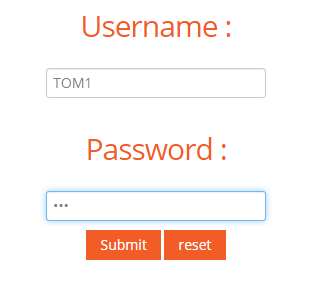 Username :
TOM1
Password :
•••
Submit reset